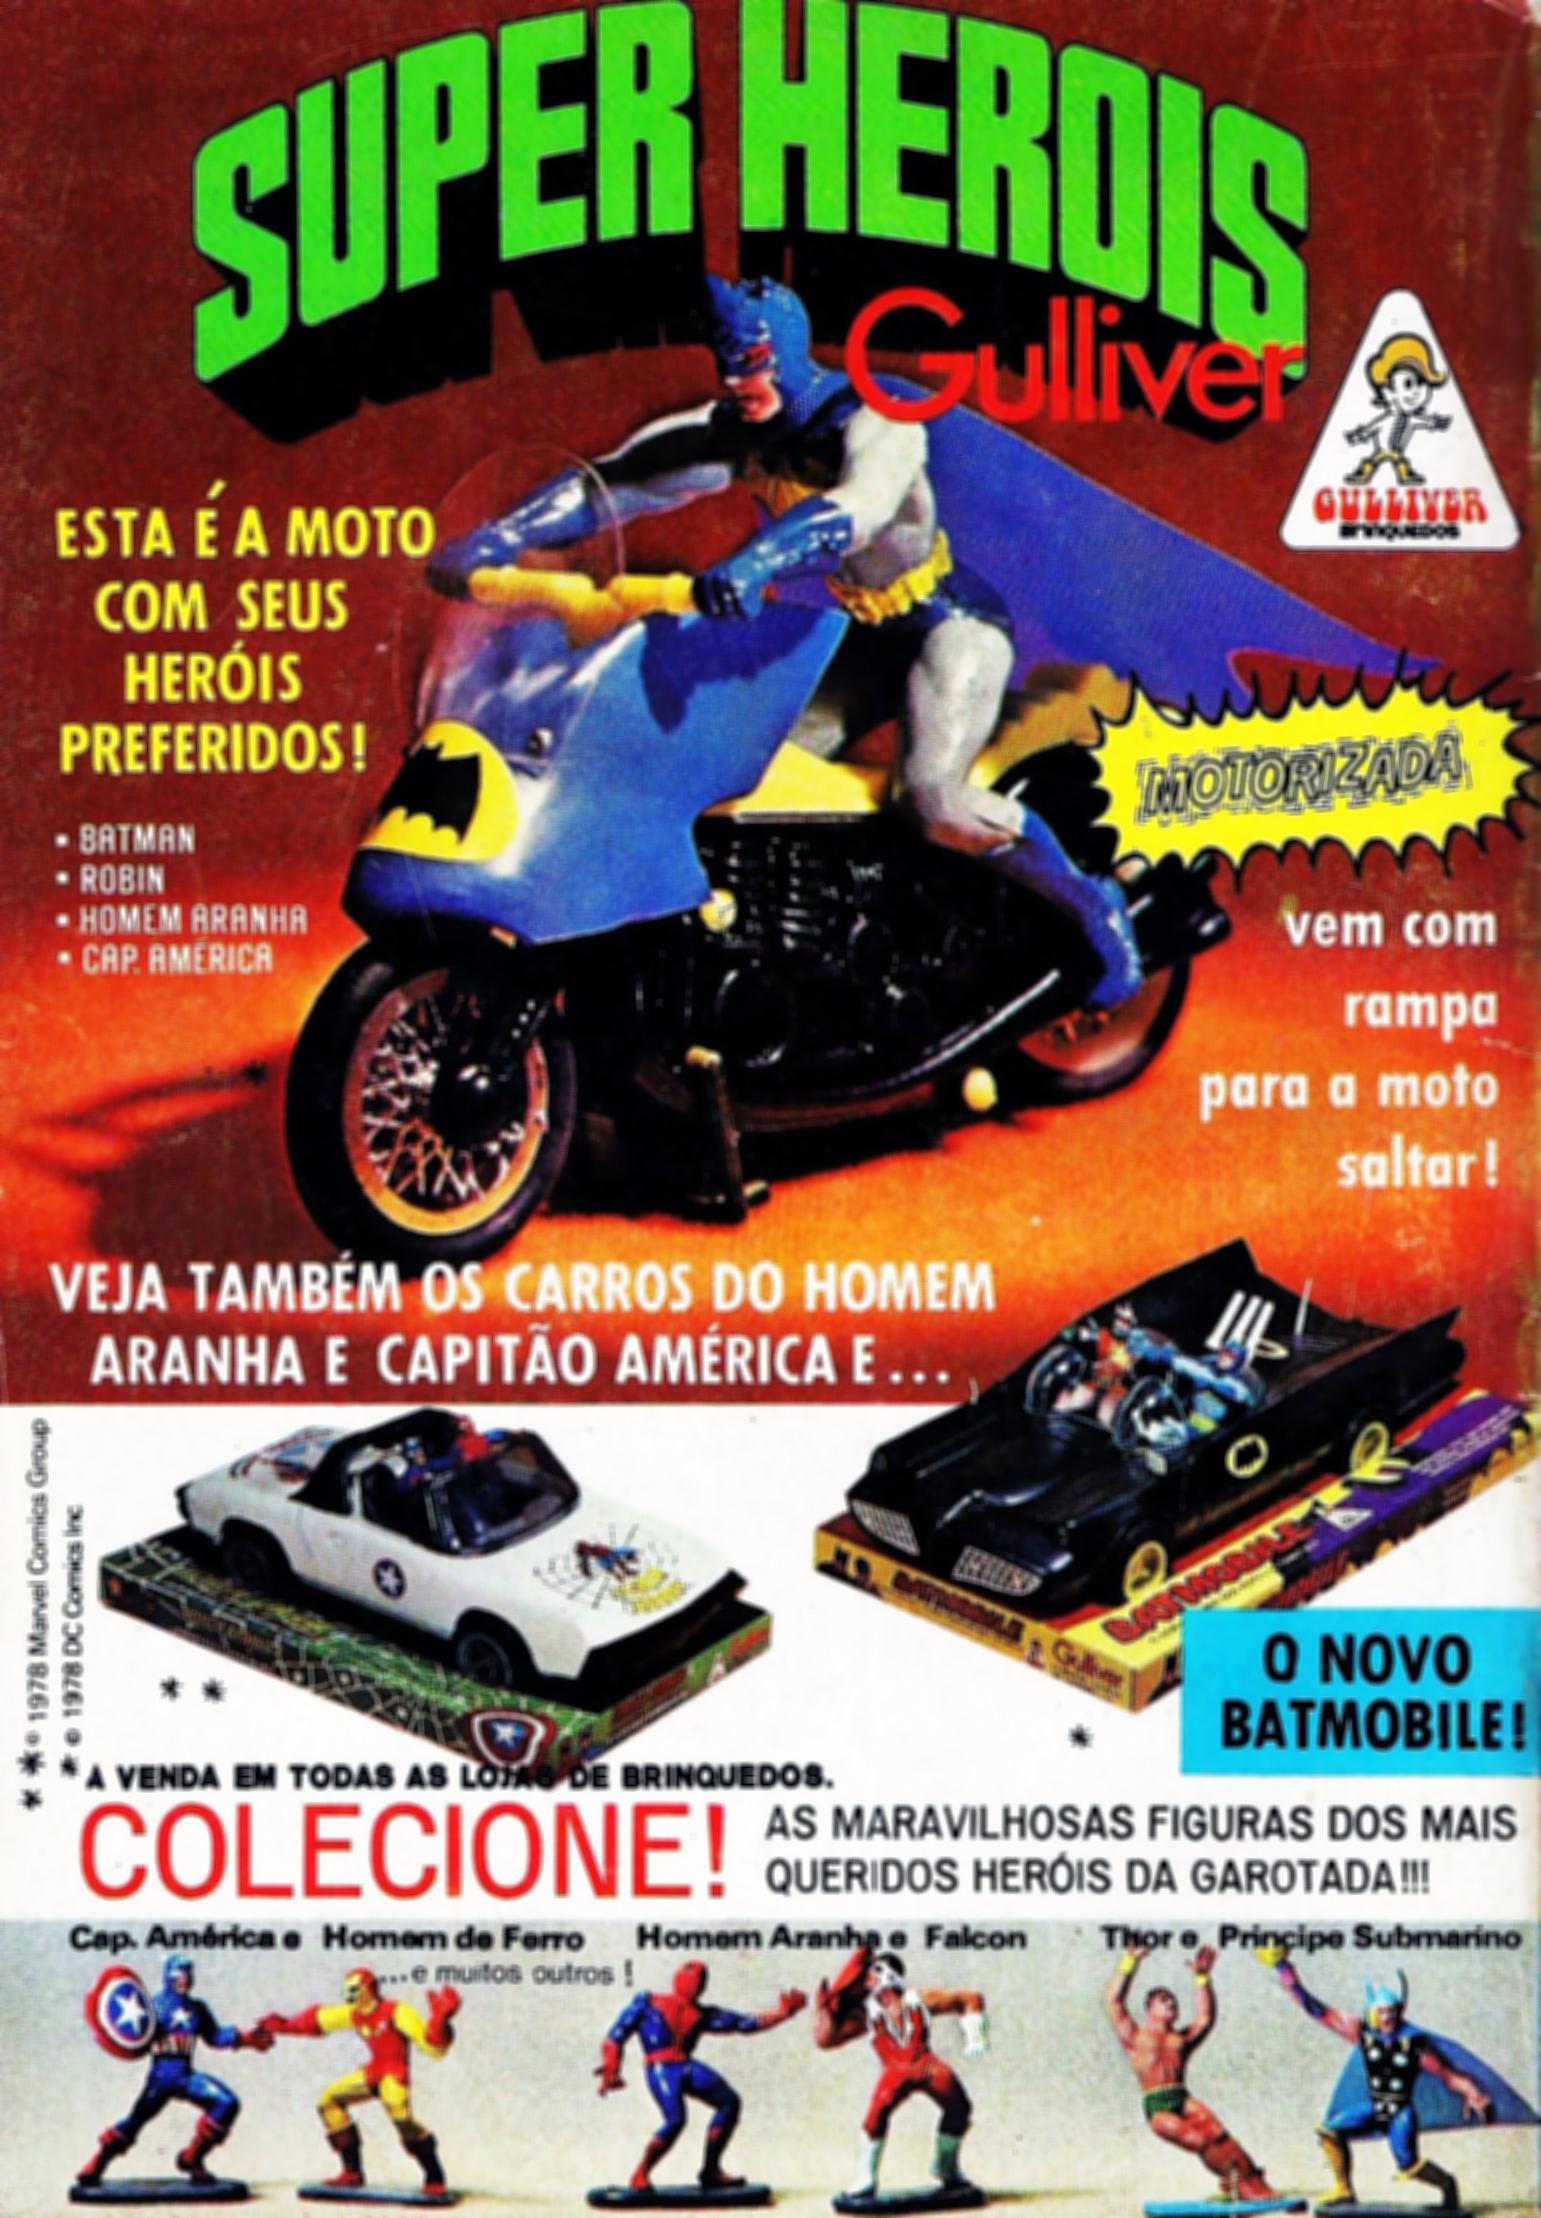 SUPER HEROIS
Gulliver
GULLIVER
BRINQUEDOS
ESTA É A MOTO
COM SEUS
HERÓIS
PREFERIDOS!
• BATMAN
• ROBIN
• HOMEM ARANHA
• CAP. AMÉRICA
MOTORIZADA
vem com
rampa
para a moto
saltar!
VEJA TAMBÉM OS CARROS DO HOMEM
ARANHA E CAPITÃO AMÉRICA E...
* * © 1978 Marvel Comics Group
* © 1978 DC Comics Inc
* *
BATMOBILE
BATMOBILE
Gulliver
*
O NOVO
BATMOBILE!
A VENDA EM TODAS AS LOJAS DE BRINQUEDOS.
COLECIONE!
AS MARAVILHOSAS FIGURAS DOS MAIS
QUERIDOS HERÓIS DA GAROTADA!!!
Cap. América e Homem de Ferro
Homem Aranha e Falcon
Thor e Principe Submarino
...e muitos outros!